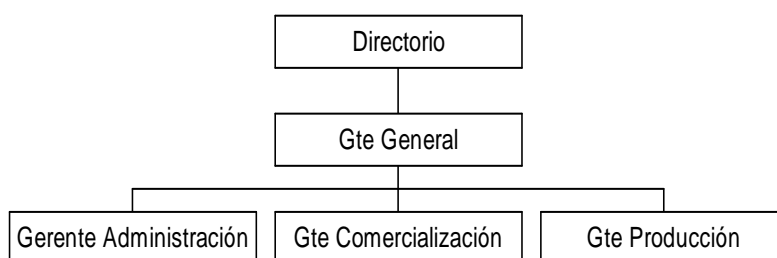 Directorio
Gte General
Gerente Administración
Gte Comercialización
Gte Producción